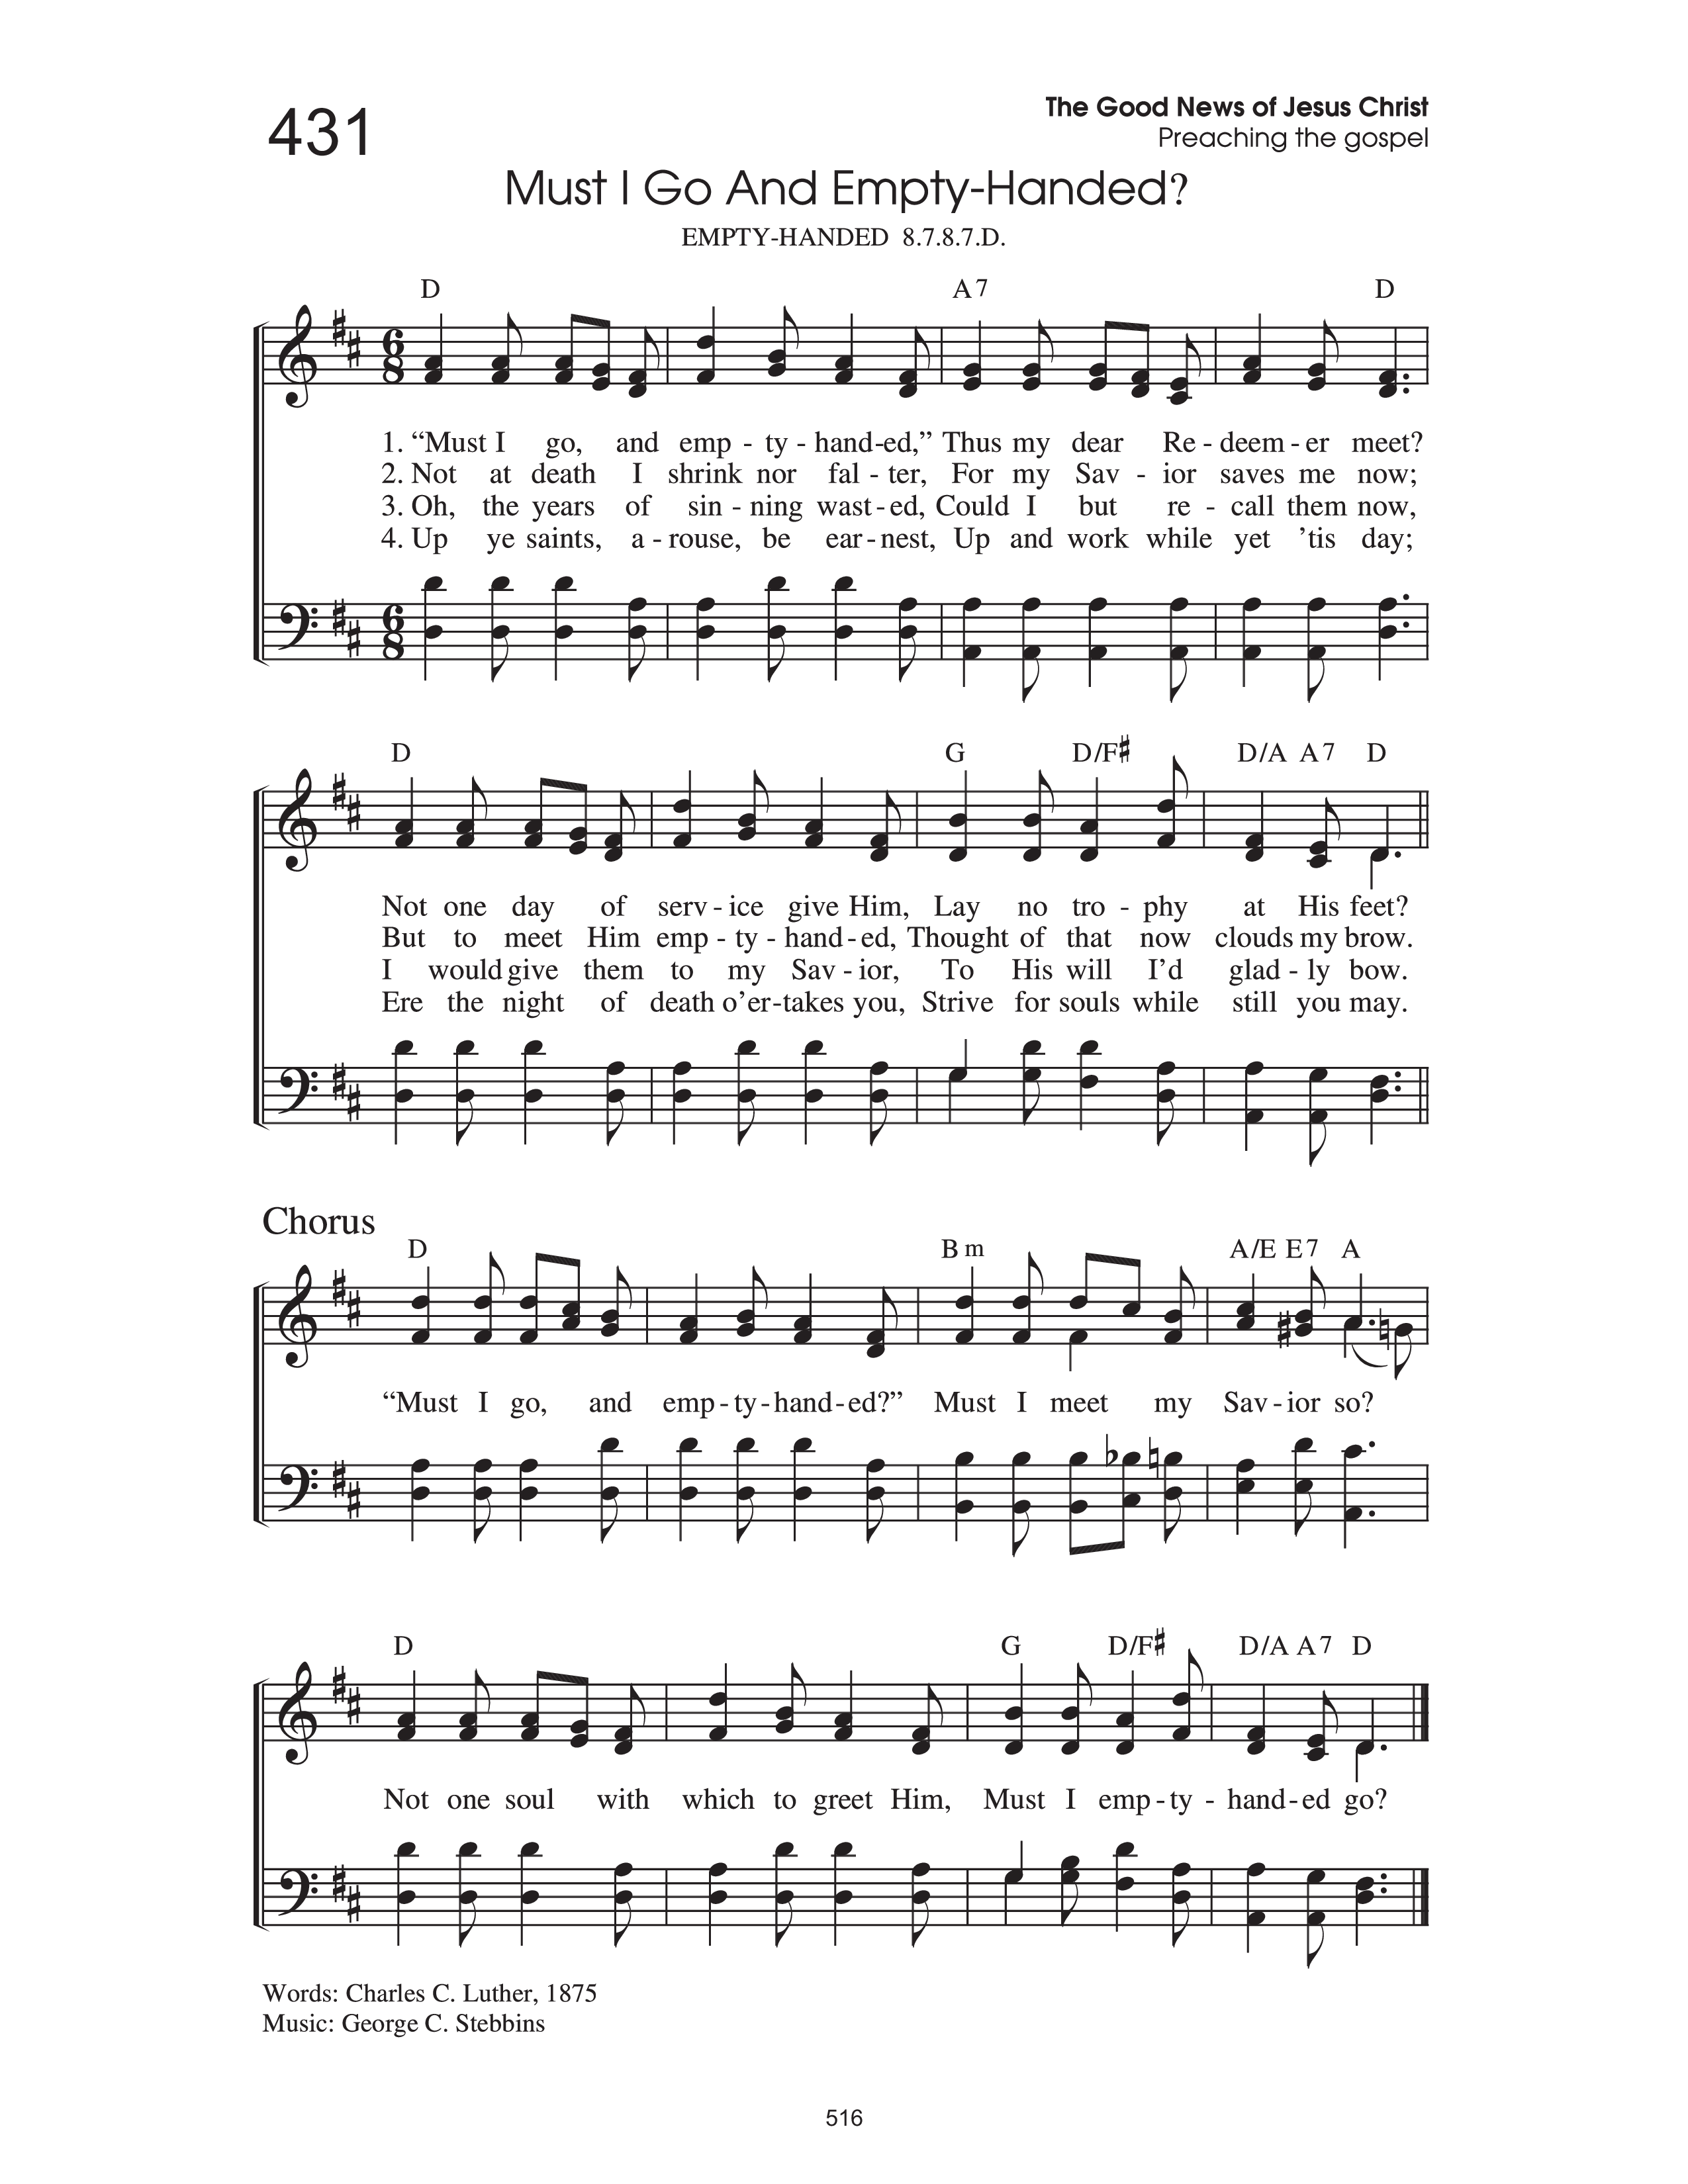 431
The Good News of Jesus Christ
Preaching the gospel
Must I Go And Empty-Handed?
EMPTY-HANDED 8.7.8.7.D.
D A7 D
1. “Must I go, and emp - ty - hand-ed,” Thus my dear Re - deem - er meet?
2. Not at death I shrink nor fal - ter, For my Sav - ior saves me now;
3. Oh, the years of sin - ning wast - ed, Could I but re - call them now,
4. Up ye saints, a - rouse, be ear - nest, Up and work while yet ’tis day;
D G D/F♯ D/A A7 D
Not one day of serv - ice give Him, Lay no tro - phy at His feet?
But to meet Him emp - ty - hand - ed, Thought of that now clouds my brow.
I would give them to my Sav - ior, To His will I’d glad - ly bow.
Ere the night of death o’er-takes you, Strive for souls while still you may.
Chorus
D Bm A/E E7 A
“Must I go, and emp - ty - hand - ed?” Must I meet my Sav - ior so?
D G D/F♯ D/A A7 D
Not one soul with which to greet Him, Must I emp - ty - hand - ed go?
Words: Charles C. Luther, 1875
Music: George C. Stebbins
516